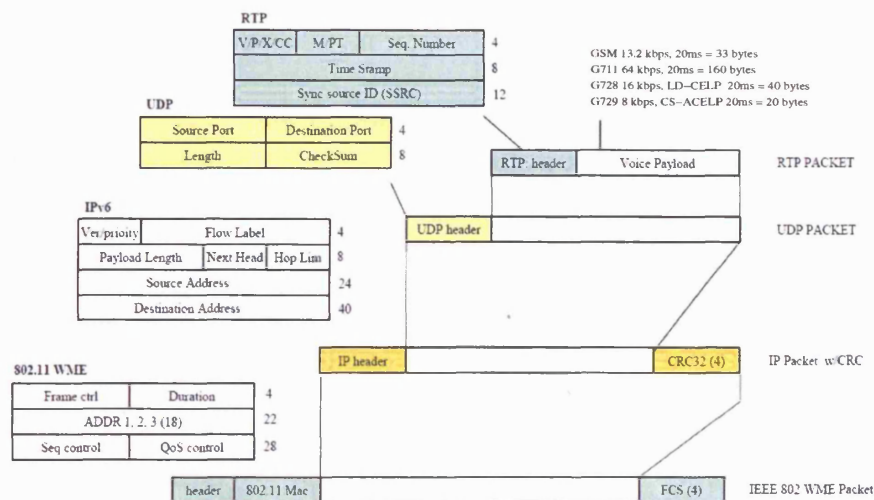 RTP
V/P/X/CC M/PT Seq. Number 4
Time Stamp 8
Sync source ID (SSRC) 12
GSM 13.2 kbps, 20ms = 33 bytes
G711 64 kbps, 20ms = 160 bytes
G728 16 kbps, LD-CELP 20ms = 40 bytes
G729 8 kbps, CS-ACELP 20ms = 20 bytes
UDP
Source Port Destination Port 4
Length CheckSum 8
RTP. header Voice Payload RTP PACKET
IPv6
Ver/prioity Flow Label 4
Payload Length Next Head Hop Lim 8
Source Address 24
Destination Address 40
UDP header UDP PACKET
IP header CRC32 (4) IP Packet w/CRC
802.11 WME
Frame ctrl Duration 4
ADDR 1, 2, 3 (18) 22
Seq control QoS control 28
header 802.11 Mac FCS (4) IEEE 802 WME Packet